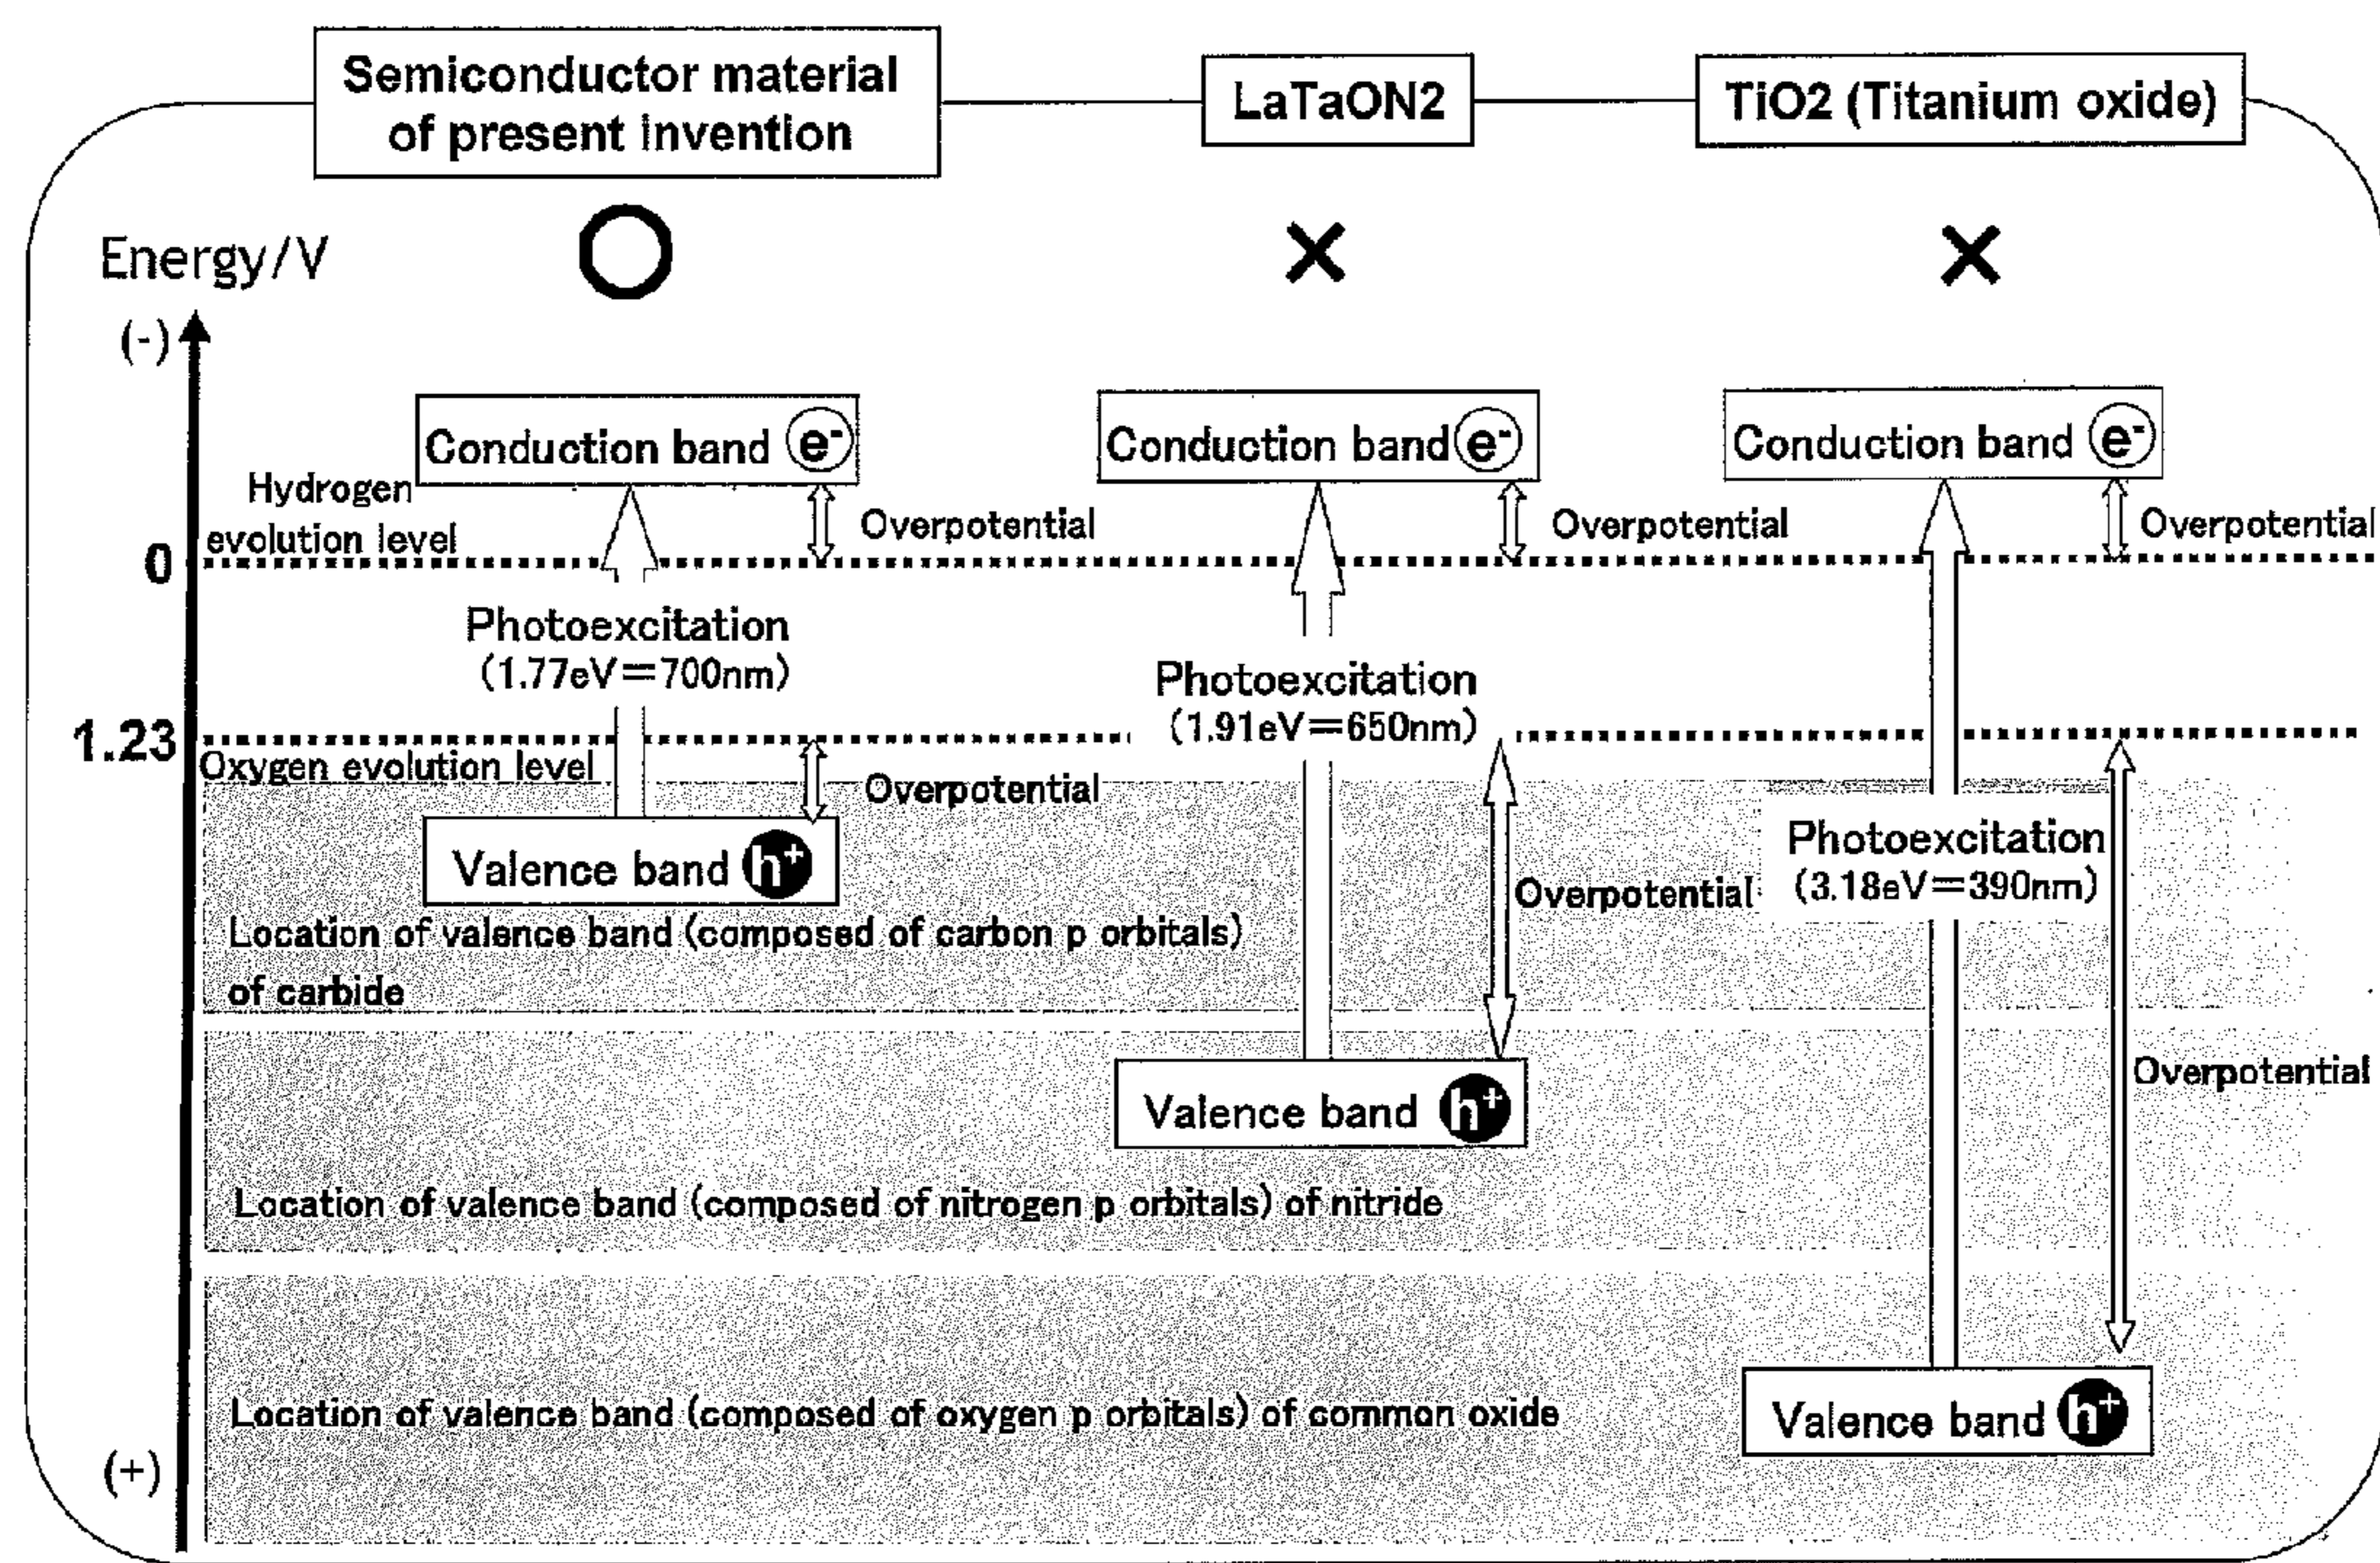 Semiconductor material
of present invention
LaTaON2
TiO2 (Titanium oxide)
Energy/V
(-)
Conduction band e-
Conduction band e-
Conduction band e-
Hydrogen
evolution level
Overpotential
Overpotential
Overpotential
0
Photoexcitation
(1.77eV=700nm)
Photoexcitation
(1.91eV=650nm)
1.23
Oxygen evolution level
Overpotential
Photoexcitation
(3.18eV=390nm)
Valence band h+
Overpotential
Location of valence band (composed of carbon p orbitals)
of carbide
Overpotential
Valence band h+
Location of valence band (composed of nitrogen p orbitals) of nitride
Location of valence band (composed of oxygen p orbitals) of common oxide
Valence band h+
(+)